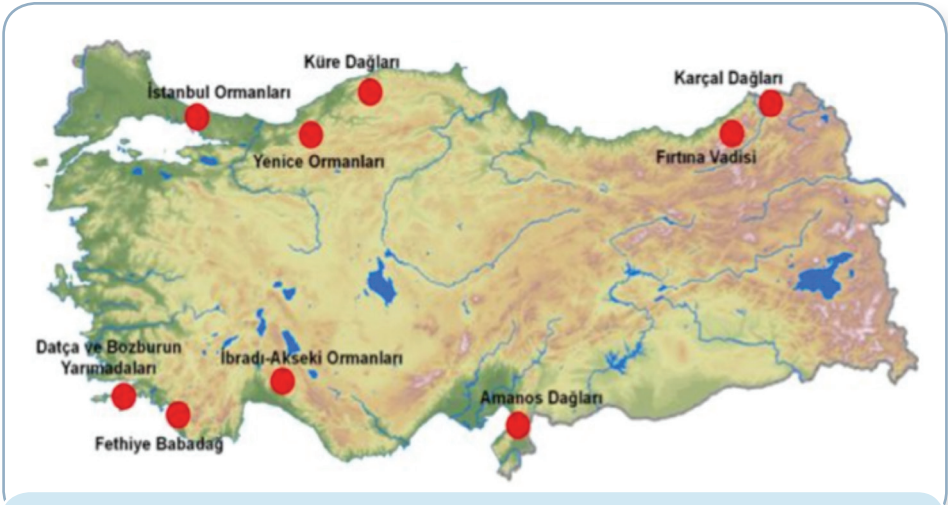 Küre Dağları
Karçal Dağları
İstanbul Ormanları
Yenice Ormanları
Fırtına Vadisi
Datça ve Bozburun
Yarımadaları
İbradı-Akseki Ormanları
Amanos Dağları
Fethiye Babadağ